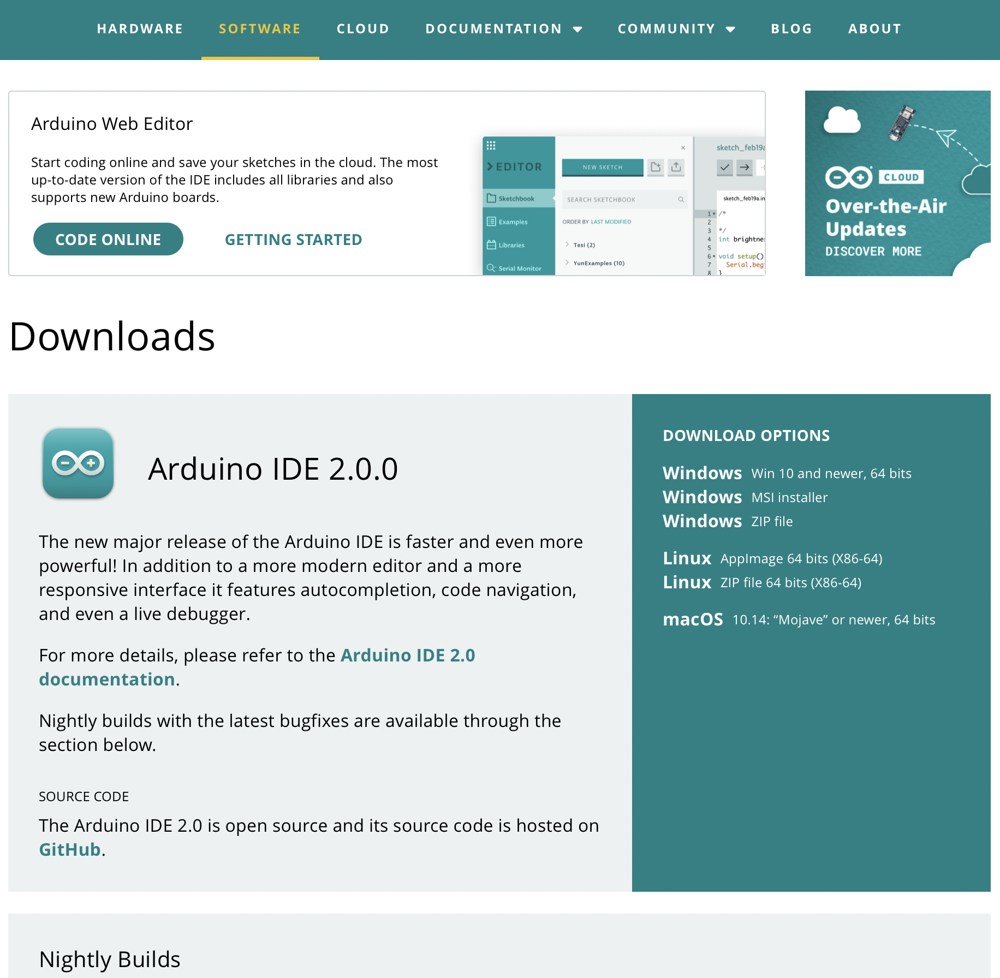 HARDWARE SOFTWARE CLOUD DOCUMENTATION COMMUNITY BLOG ABOUT
Arduino Web Editor
Start coding online and save your sketches in the cloud. The most
up-to-date version of the IDE includes all libraries and also
supports new Arduino boards.
CODE ONLINE GETTING STARTED
EDITOR
Sketchbook
Examples
Libraries
Serial Monitor
NEW SKETCH
SEARCH SKETCHBOOK
ORDER BY LAST MODIFIED
Tesi (2)
YunExamples (10)
sketch_feb19a
sketch_feb19a.in
1 /*
2
3 */
4 int brightne
5
6 void setup()
7 Serial.beg
8 }
CLOUD
Over-the-Air
Updates
DISCOVER MORE
Downloads
Arduino IDE 2.0.0
The new major release of the Arduino IDE is faster and even more
powerful! In addition to a more modern editor and a more
responsive interface it features autocompletion, code navigation,
and even a live debugger.
For more details, please refer to the Arduino IDE 2.0
documentation.
Nightly builds with the latest bugfixes are available through the
section below.
SOURCE CODE
The Arduino IDE 2.0 is open source and its source code is hosted on
GitHub.
DOWNLOAD OPTIONS
Windows Win 10 and newer, 64 bits
Windows MSI installer
Windows ZIP file
Linux AppImage 64 bits (X86-64)
Linux ZIP file 64 bits (X86-64)
macOS 10.14: “Mojave” or newer, 64 bits
Nightly Builds